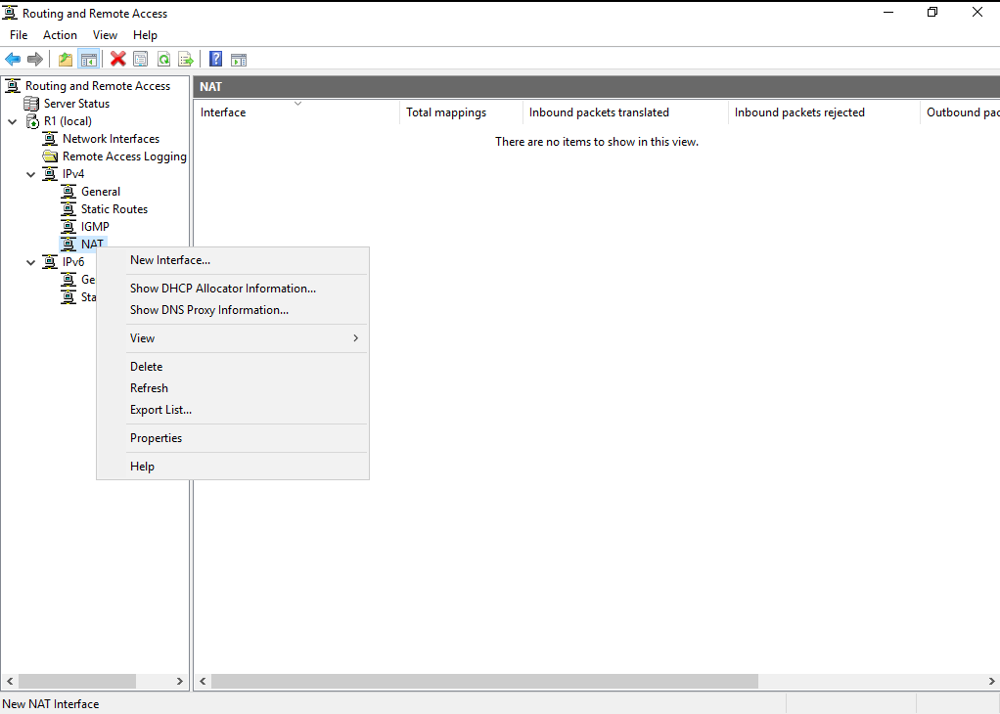 Routing and Remote Access
File Action View Help
Routing and Remote Access
Server Status
R1 (local)
Network Interfaces
Remote Access Logging
IPv4
General
Static Routes
IGMP
NAT
IPv6
Ge
Sta
New Interface...
Show DHCP Allocator Information...
Show DNS Proxy Information...
View
Delete
Refresh
Export List...
Properties
Help
NAT
Interface Total mappings Inbound packets translated Inbound packets rejected Outbound pac
There are no items to show in this view.
New NAT Interface